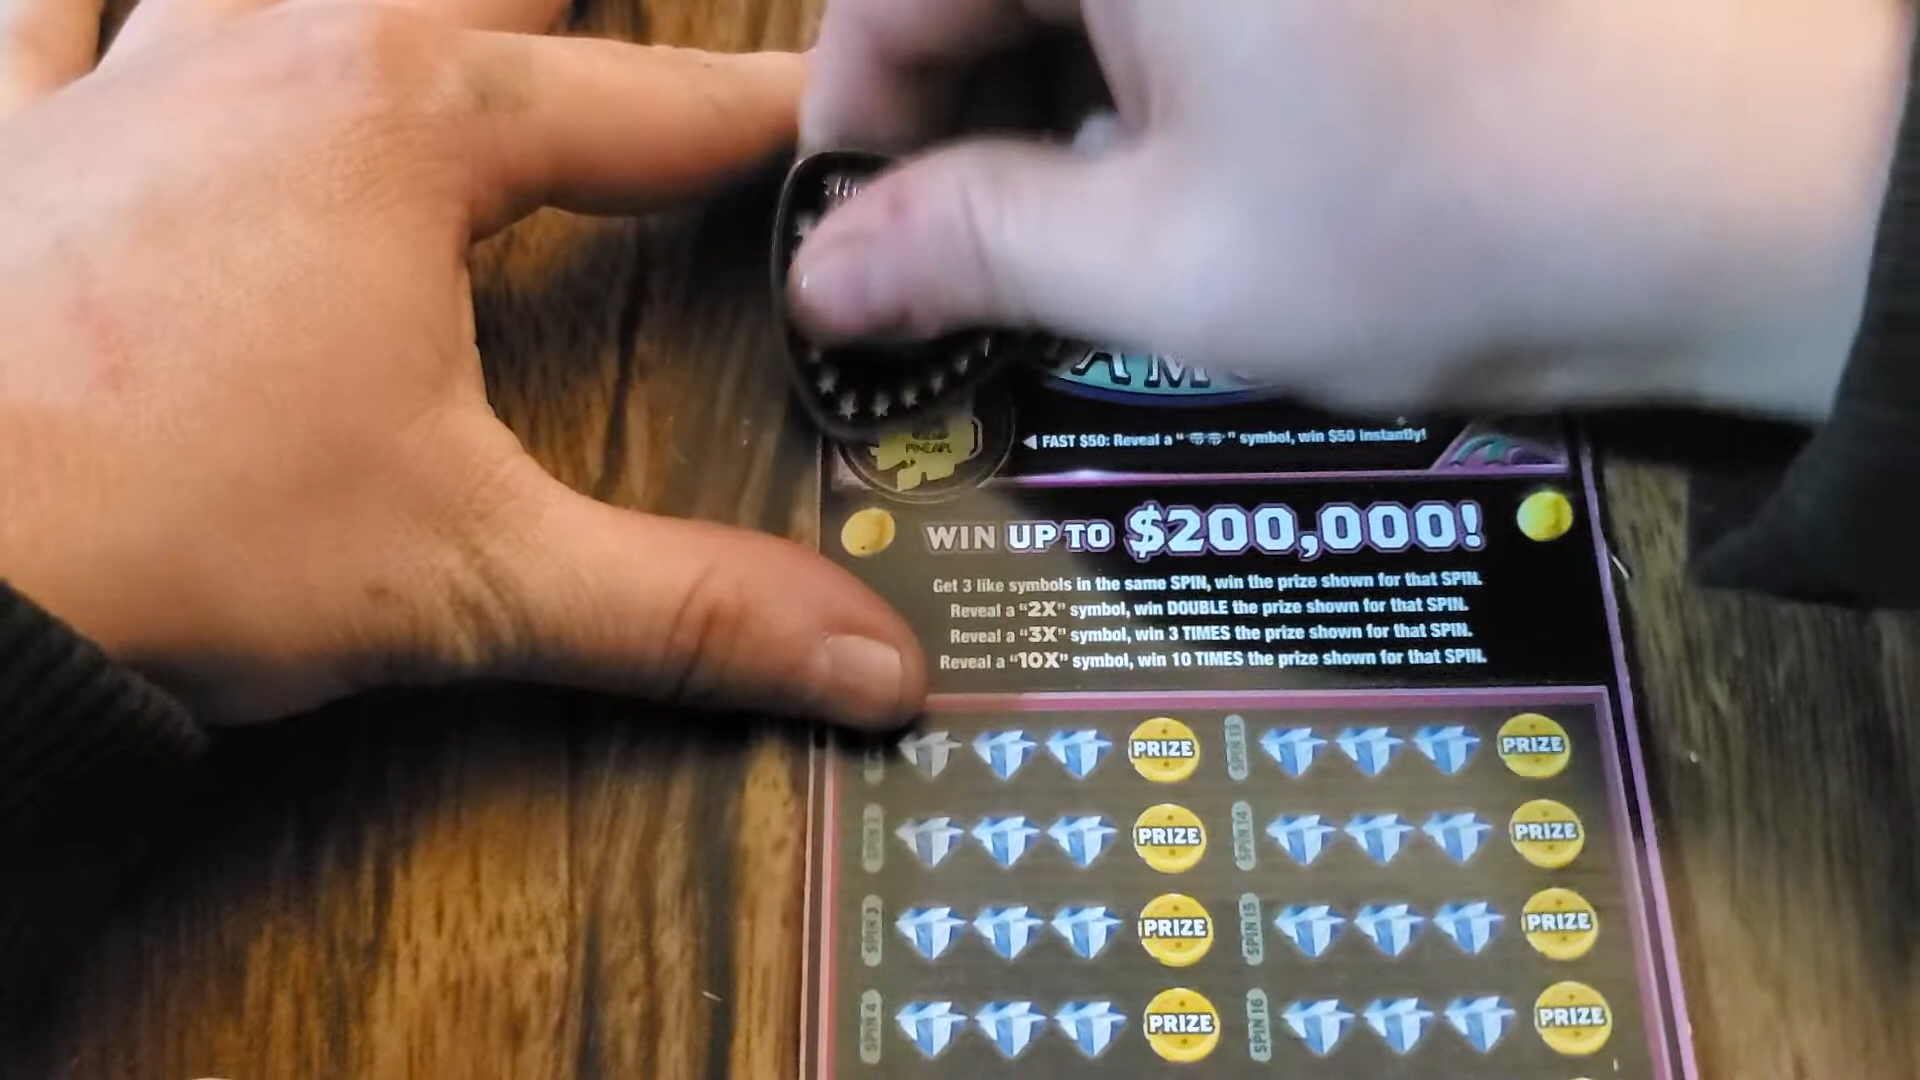 AM
PINEAPL
FAST $50: Reveal a " " symbol, win $50 instantly!
WIN UP TO $200,000!
Get 3 like symbols in the same SPIN, win the prize shown for that SPIN.
Reveal a "2X" symbol, win DOUBLE the prize shown for that SPIN.
Reveal a "3X" symbol, win 3 TIMES the prize shown for that SPIN.
Reveal a "10X" symbol, win 10 TIMES the prize shown for that SPIN.
PRIZE SPIN 13 PRIZE
SPIN 2 PRIZE SPIN 14 PRIZE
SPIN 3 PRIZE SPIN 15 PRIZE
SPIN 4 PRIZE SPIN 16 PRIZE